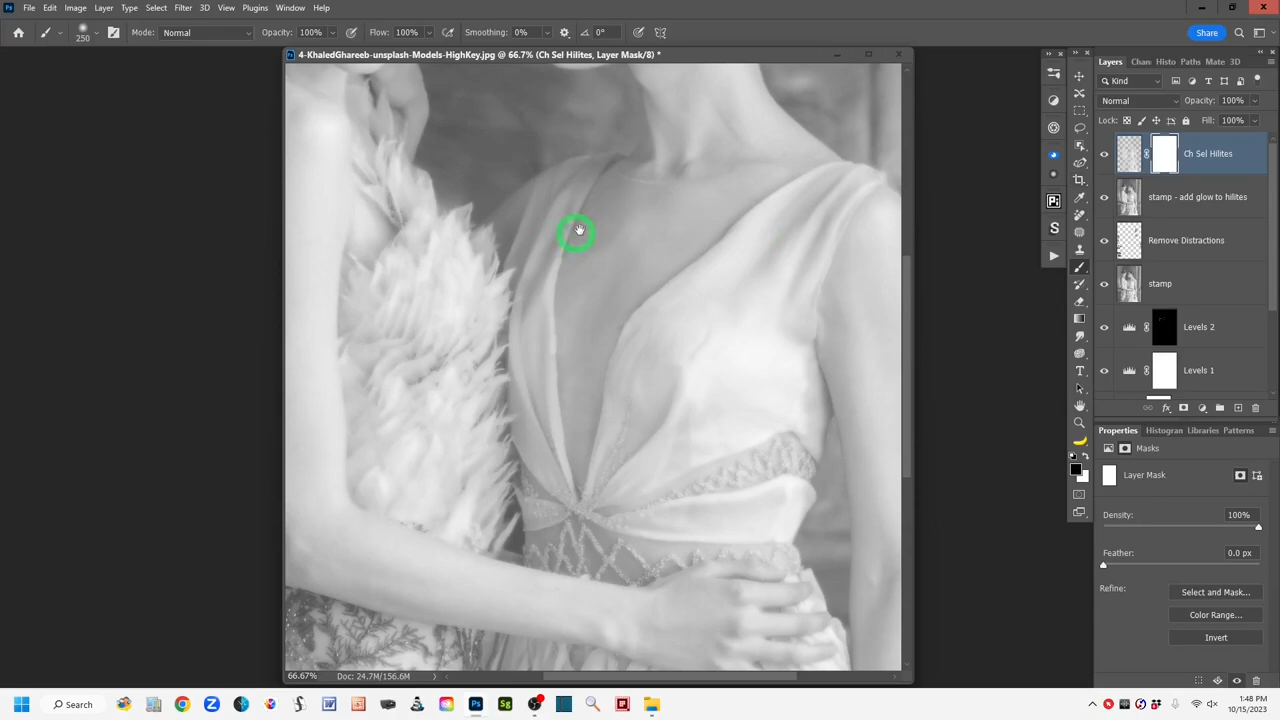 File Edit Image Layer Type Select Filter 3D View Plugins Window Help
250 Mode: Normal Opacity: 100% Flow: 100% Smoothing: 0% 0° Share
4-KhaledGhareeb-unsplash-Models-HighKey.jpg @ 66.7% (Ch Sel Hilites, Layer Mask/8) *
Layers Chan Histo Paths Mate 3D
Kind
Normal Opacity: 100%
Lock: Fill: 100%
Ch Sel Hilites
stamp - add glow to hilites
Remove Distractions
stamp
Levels 2
Levels 1
Properties Histogran Libraries Patterns
Masks
Layer Mask
Density: 100%
Feather: 0.0 px
Refine: Select and Mask...
Color Range...
Invert
66.67% Doc: 24.7M/156.6M
Search
1:48 PM
10/15/2023